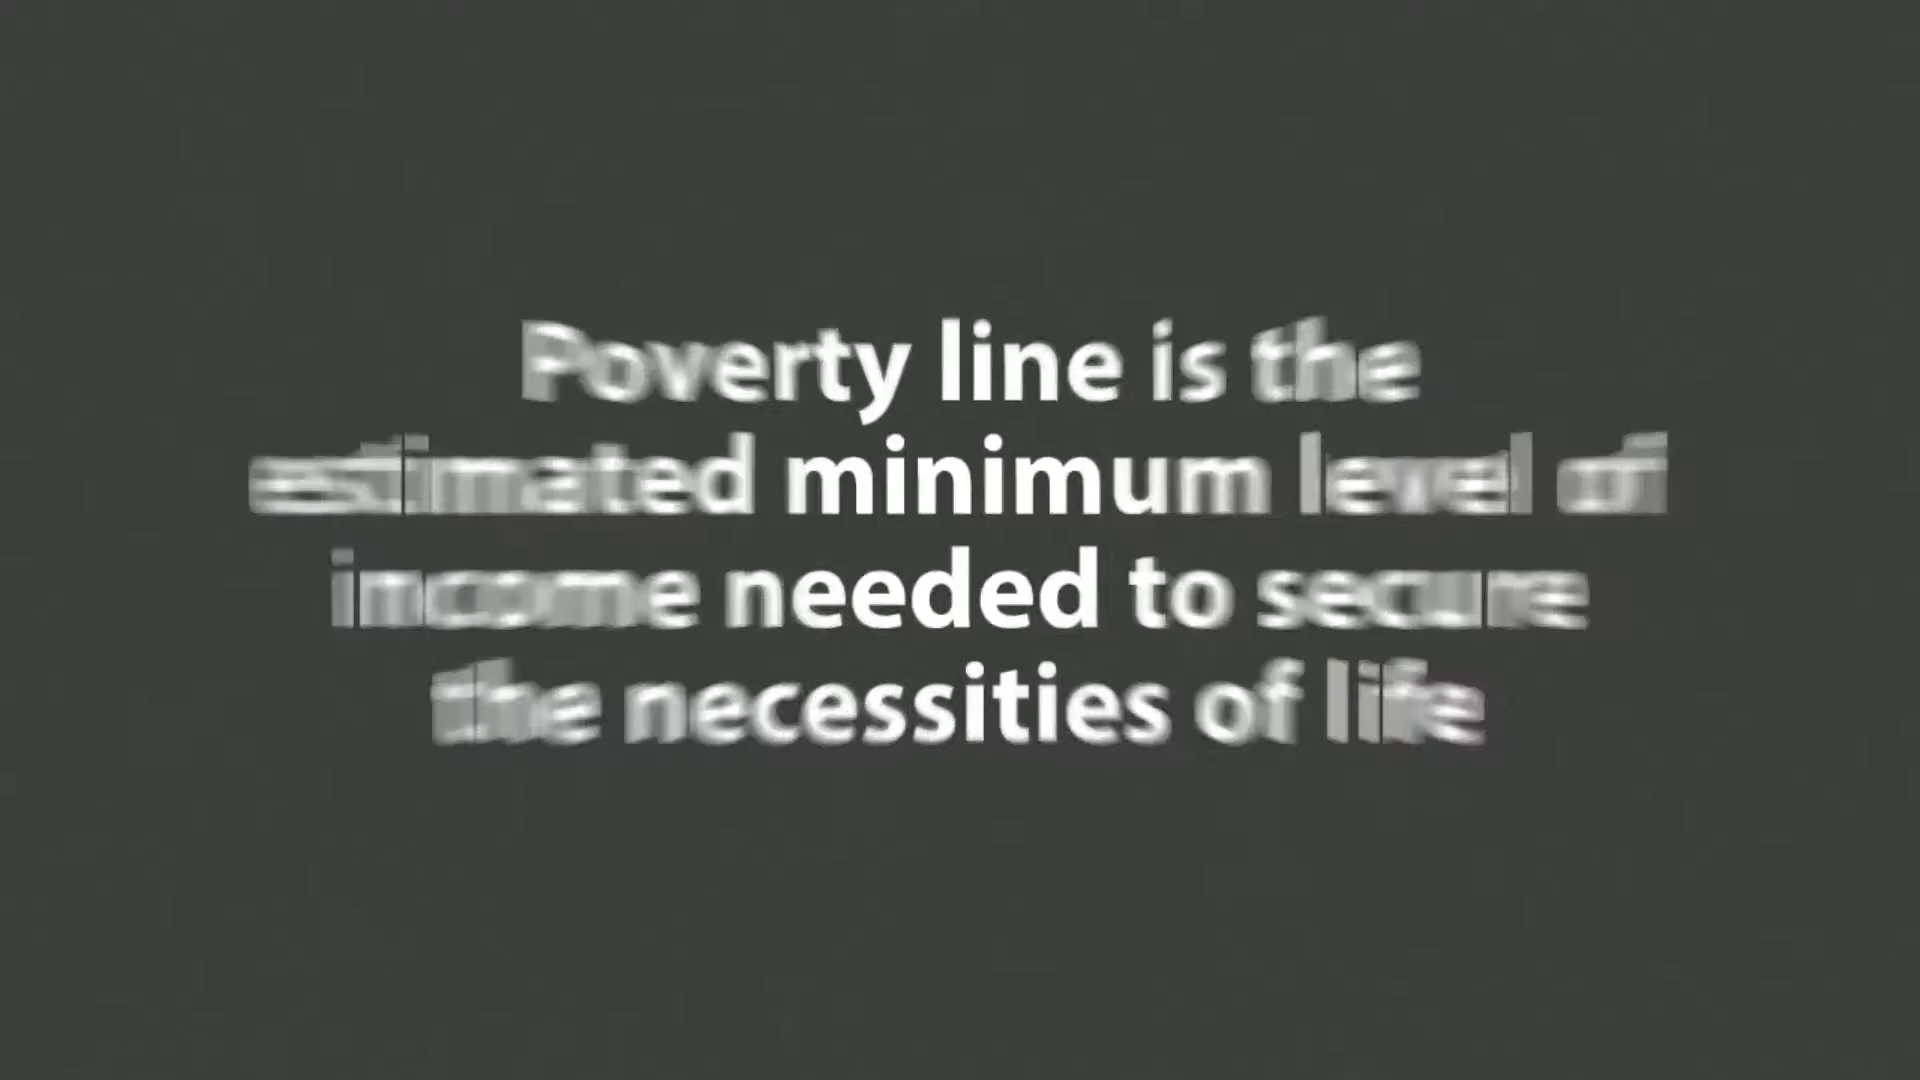 Poverty line is the
estimated minimum level of
income needed to secure
the necessities of life